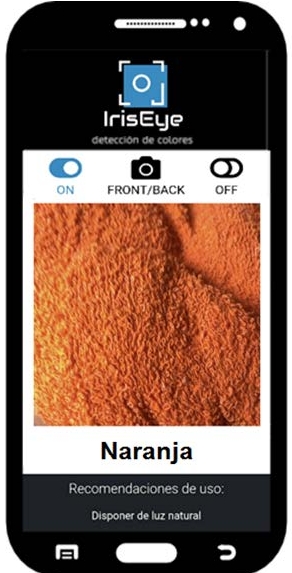 IrisEye
detección de colores
ON FRONT/BACK OFF
Naranja
Recomendaciones de uso:
Disponer de luz natural